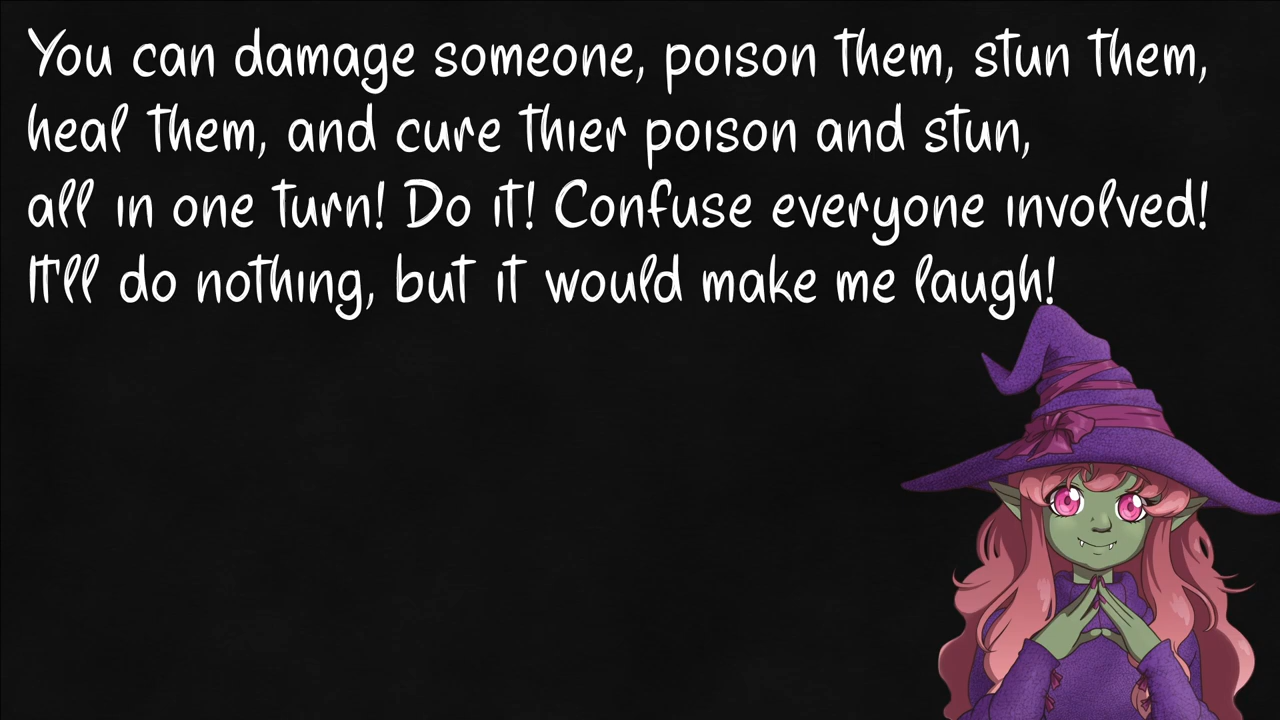 You can damage someone, poison them, stun them,
heal them, and cure thier poison and stun,
all in one turn! Do it! Confuse everyone involved!
It'll do nothing, but it would make me laugh!